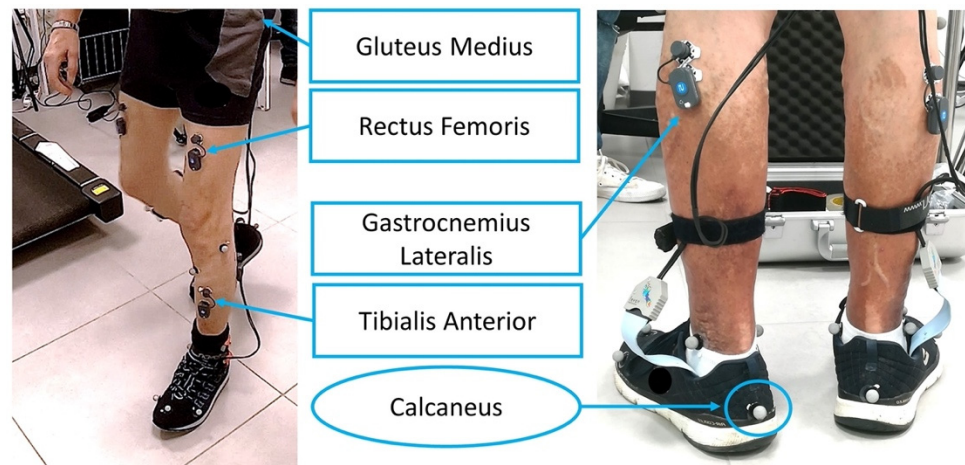 Gluteus Medius
Rectus Femoris
Gastrocnemius
Lateralis
Tibialis Anterior
Calcaneus